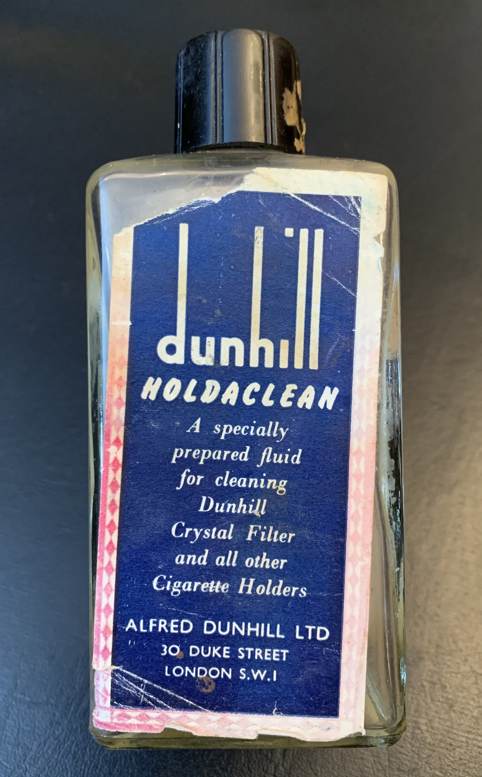 dunhill
HOLDACLEAN
A specially
prepared fluid
for cleaning
Dunhill
Crystal Filter
and all other
Cigarette Holders
ALFRED DUNHILL LTD
30 DUKE STREET
LONDON S.W.1